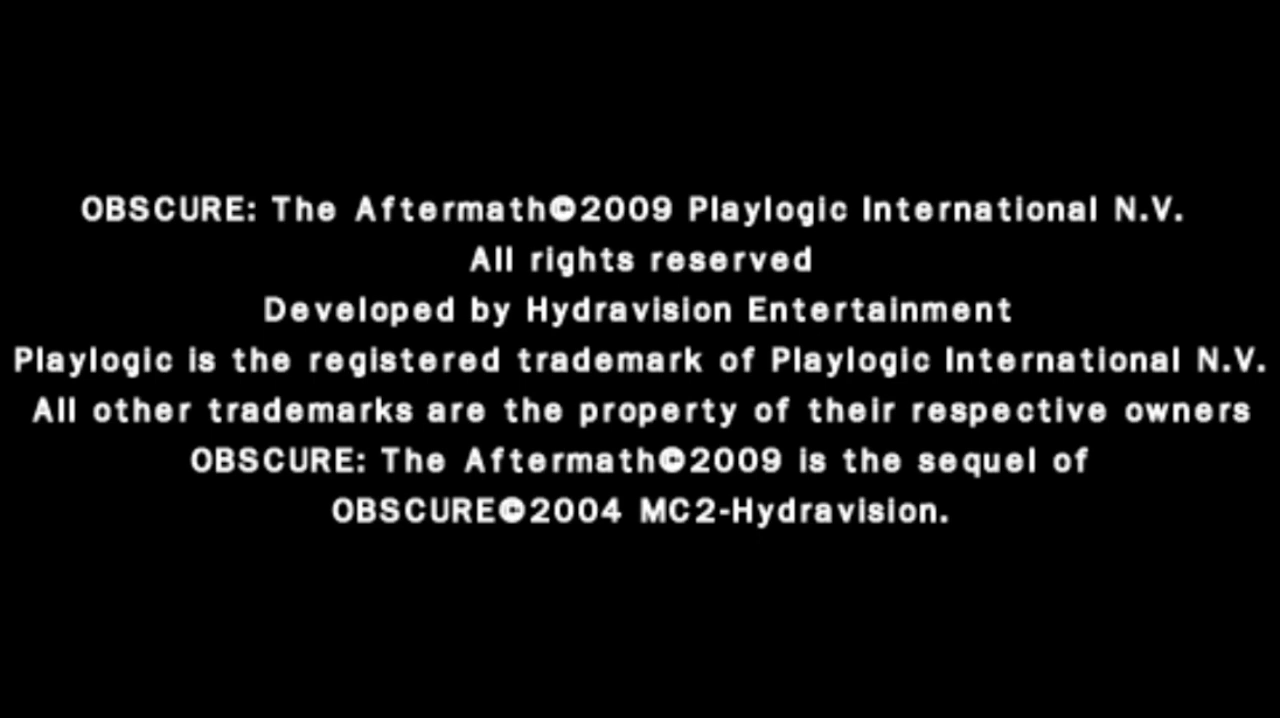 OBSCURE: The Aftermath©2009 Playlogic International N.V.
All rights reserved
Developed by Hydravision Entertainment
Playlogic is the registered trademark of Playlogic International N.V.
All other trademarks are the property of their respective owners
OBSCURE: The Aftermath©2009 is the sequel of
OBSCURE©2004 MC2-Hydravision.